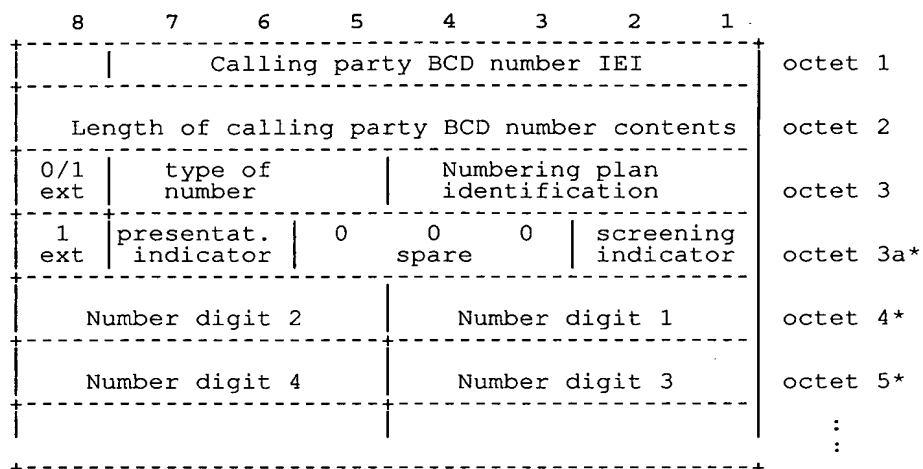 8 7 6 5 4 3 2 1
Calling party BCD number IEI octet 1
Length of calling party BCD number contents octet 2
0/1 type of Numbering plan
ext number identification octet 3
1 presentat. 0 0 0 screening
ext indicator spare indicator octet 3a*
Number digit 2 Number digit 1 octet 4*
Number digit 4 Number digit 3 octet 5*
:
: